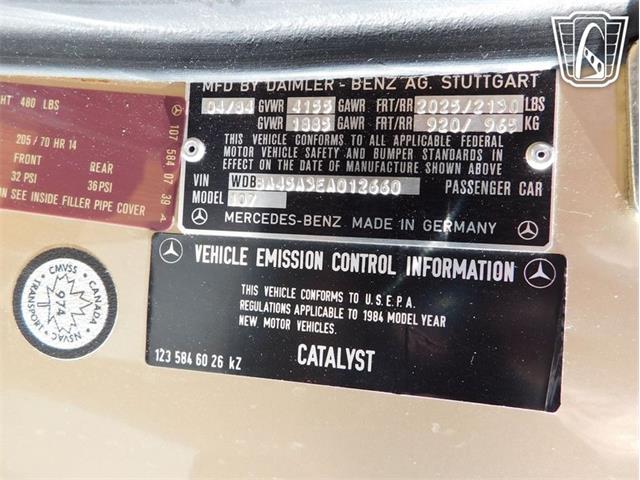 MFD BY DAIMLER - BENZ AG. STUTTGART
04/84 GVWR 4155 GAWR FRT/RR 2025/2130 LBS
GVWR 1885 GAWR FRT/RR 920/ 965 KG
THIS VEHICLE CONFORMS TO ALL APPLICABLE FEDERAL
MOTOR VEHICLE SAFETY AND BUMPER STANDARDS IN
EFFECT ON THE DATE OF MANUFACTURE SHOWN ABOVE
VIN WDBBA45A3EA012660 PASSENGER CAR
MODEL 107
MERCEDES-BENZ MADE IN GERMANY
HT 480 LBS
205 / 70 HR 14
FRONT REAR
32 PSI 36 PSI
ON SEE INSIDE FILLER PIPE COVER
107 584 07 39 A
VEHICLE EMISSION CONTROL INFORMATION
THIS VEHICLE CONFORMS TO U.S.E.P.A.
REGULATIONS APPLICABLE TO 1984 MODEL YEAR
NEW MOTOR VEHICLES.
123 584 60 26 kZ CATALYST
CMVSS
CANADA
NSVAC
TRANSPORT
974